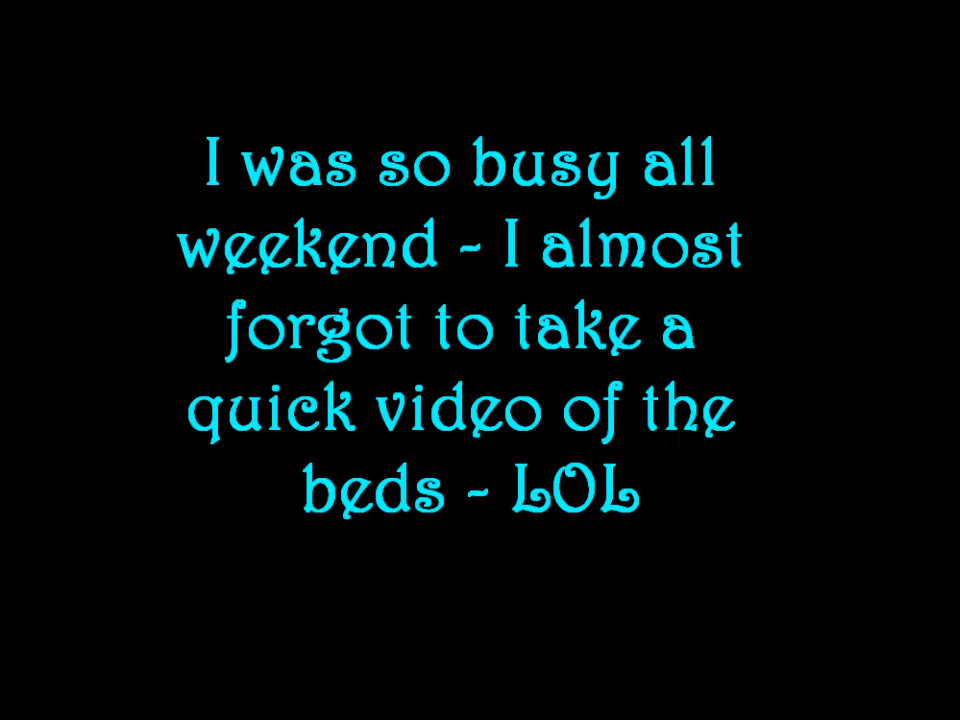 I was so busy all
weekend - I almost
forgot to take a
quick video of the
beds - LOL